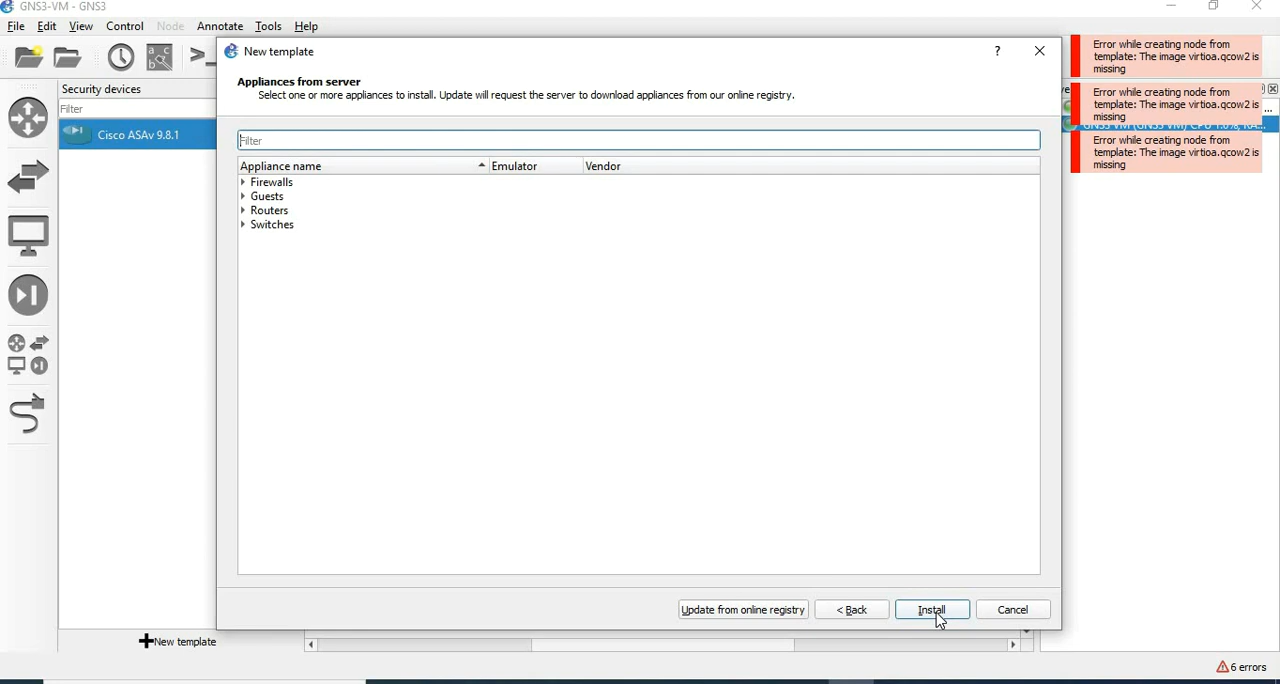 GNS3-VM - GNS3
File Edit View Control Node Annotate Tools Help
Security devices
Filter
Cisco ASAv 9.8.1
New template
New template
?
Appliances from server
Select one or more appliances to install. Update will request the server to download appliances from our online registry.
Filter
Appliance name Emulator Vendor
Firewalls
Guests
Routers
Switches
Update from online registry < Back Install Cancel
Error while creating node from
template: The image virtioa.qcow2 is
missing
Error while creating node from
template: The image virtioa.qcow2 is
missing
Error while creating node from
template: The image virtioa.qcow2 is
missing
6 errors